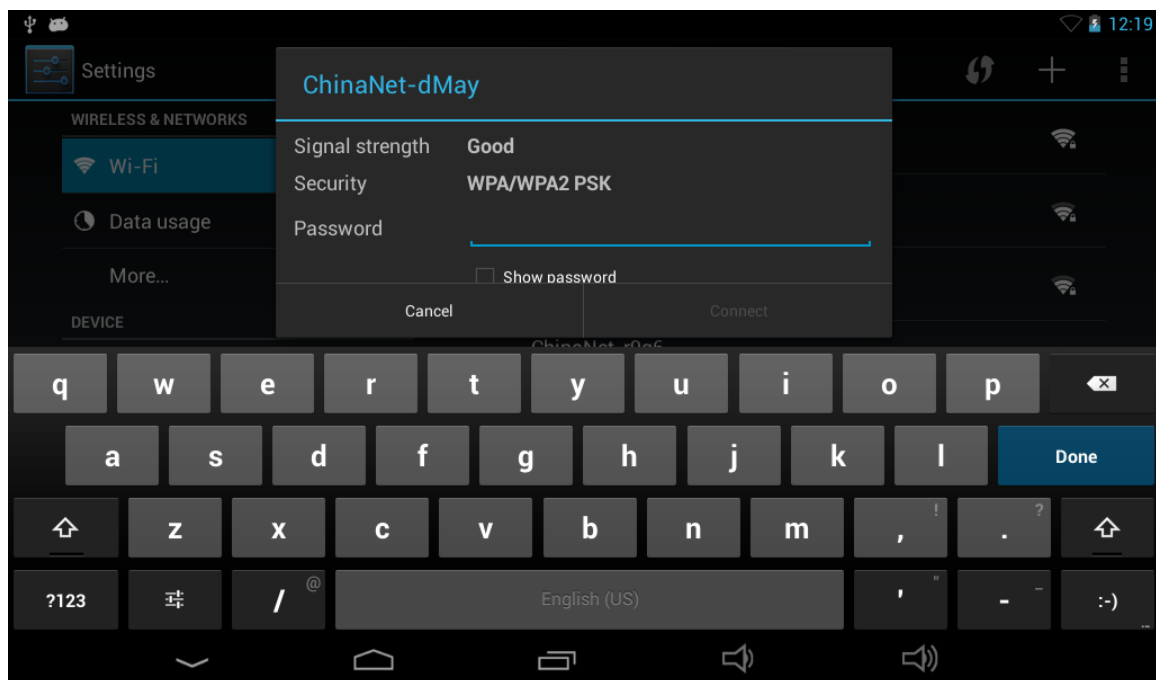 12:19
Settings
ChinaNet-dMay
WIRELESS & NETWORKS
Signal strength Good
Wi-Fi
Security WPA/WPA2 PSK
Data usage
Password
More...
Show password
Cancel Connect
DEVICE
q w e r t y u i o p
a s d f g h j k l Done
z x c v b n m , ! . ?
?123 / @ English (US) ' " - _ :-) ...